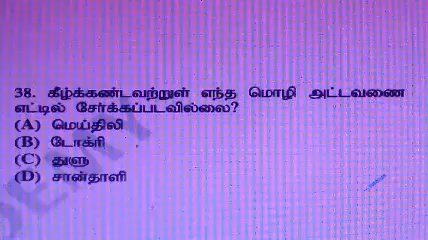 38. கீழ்க்கண்டவற்றுள் எந்த மொழி அட்டவணை
எட்டில் சேர்க்கப்படவில்லை?
(A) மெய்திலி
(B) டோக்ரி
(C) துளு
(D) சான்தாளி